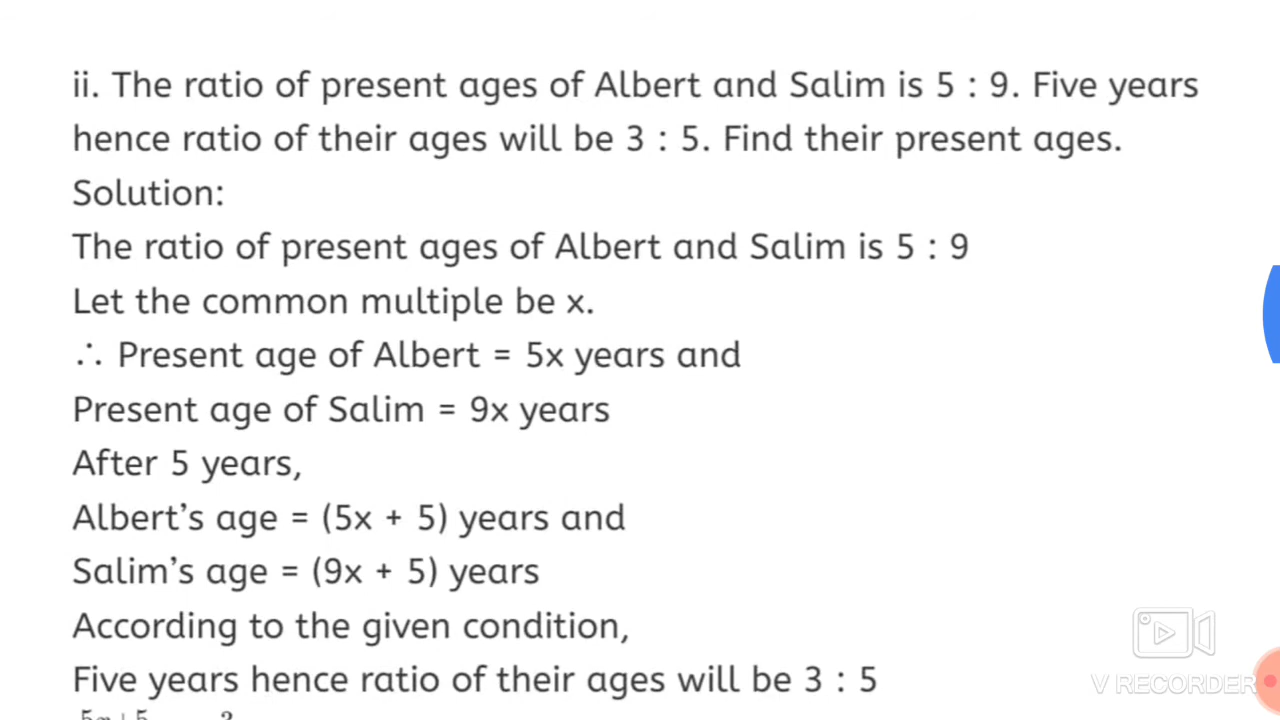 ii. The ratio of present ages of Albert and Salim is 5 : 9. Five years
hence ratio of their ages will be 3 : 5. Find their present ages.
Solution:
The ratio of present ages of Albert and Salim is 5 : 9
Let the common multiple be x.
∴ Present age of Albert = 5x years and
Present age of Salim = 9x years
After 5 years,
Albert’s age = (5x + 5) years and
Salim’s age = (9x + 5) years
According to the given condition,
Five years hence ratio of their ages will be 3 : 5
V RECORDER